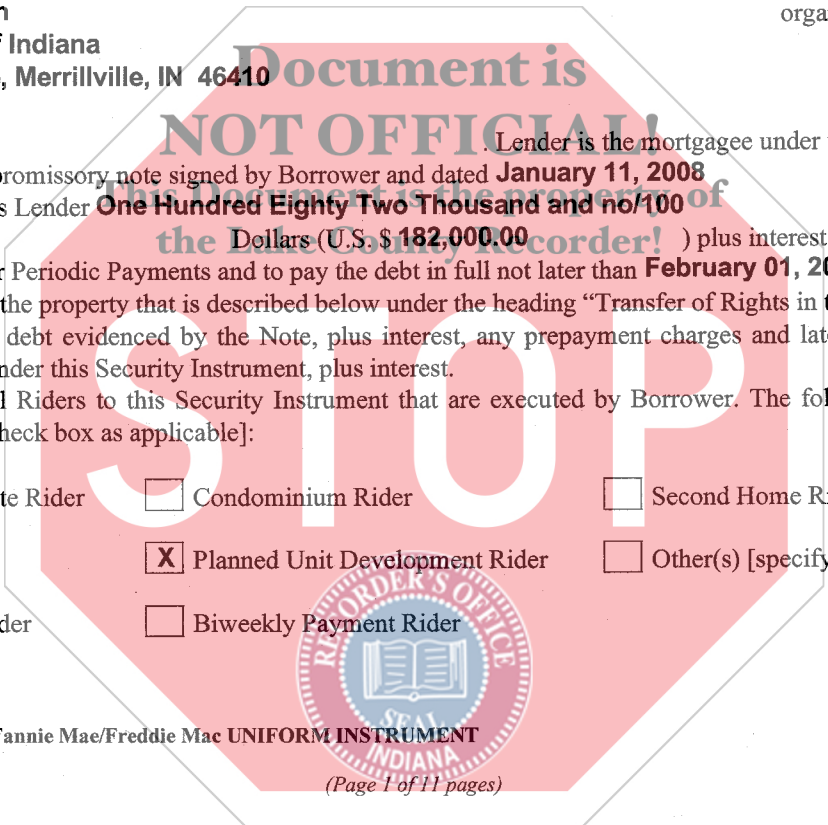 n
orga
f Indiana
, Merrillville, IN 46410
Document is
NOT OFFICIAL!
. Lender is the mortgagee under
romissory note signed by Borrower and dated January 11, 2008
This Document is the property of
s Lender One Hundred Eighty Two Thousand and no/100
the Lake County Recorder!
Dollars (U.S. $ 182,000.00 ) plus interest
r Periodic Payments and to pay the debt in full not later than February 01, 20
the property that is described below under the heading “Transfer of Rights in t
debt evidenced by the Note, plus interest, any prepayment charges and lat
nder this Security Instrument, plus interest.
l Riders to this Security Instrument that are executed by Borrower. The fol
heck box as applicable]:
STOP
te Rider Condominium Rider Second Home Ri
X Planned Unit Development Rider Other(s) [specify
der Biweekly Payment Rider
RECORDER'S OFFICE
SEAL
INDIANA
annie Mae/Freddie Mac UNIFORM INSTRUMENT
(Page 1 of 11 pages)